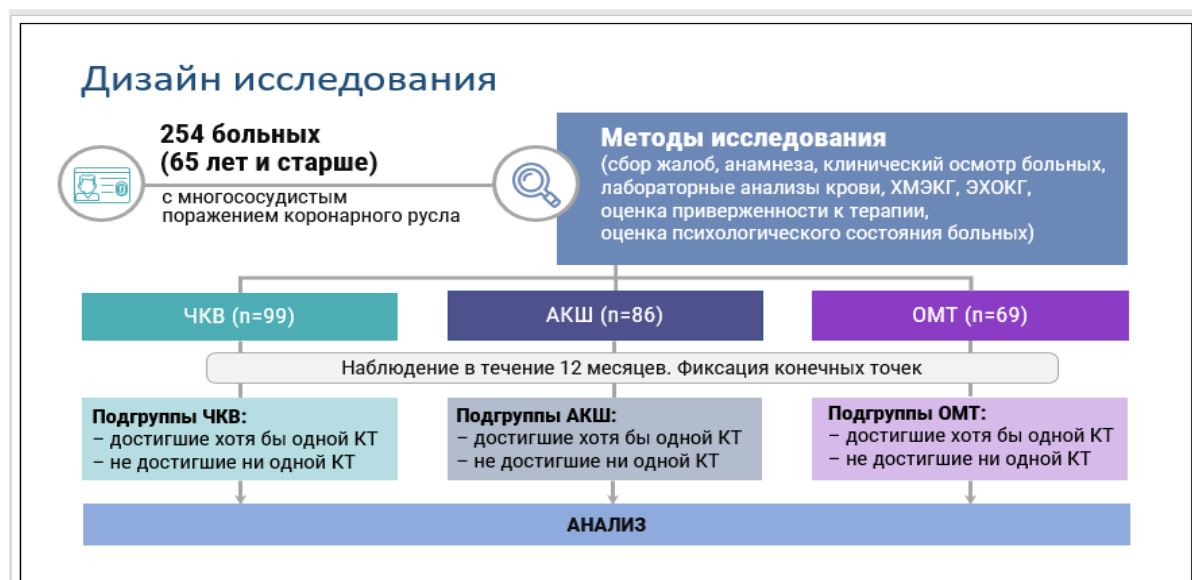 Дизайн исследования
254 больных
(65 лет и старше)
с многососудистым
поражением коронарного русла
Методы исследования
(сбор жалоб, анамнеза, клинический осмотр больных,
лабораторные анализы крови, ХМЭКГ, ЭХОКГ,
оценка приверженности к терапии,
оценка психологического состояния больных)
ЧКВ (n=99)
АКШ (n=86)
ОМТ (n=69)
Наблюдение в течение 12 месяцев. Фиксация конечных точек
Подгруппы ЧКВ:
– достигшие хотя бы одной КТ
– не достигшие ни одной КТ
Подгруппы АКШ:
– достигшие хотя бы одной КТ
– не достигшие ни одной КТ
Подгруппы ОМТ:
– достигшие хотя бы одной КТ
– не достигшие ни одной КТ
АНАЛИЗ